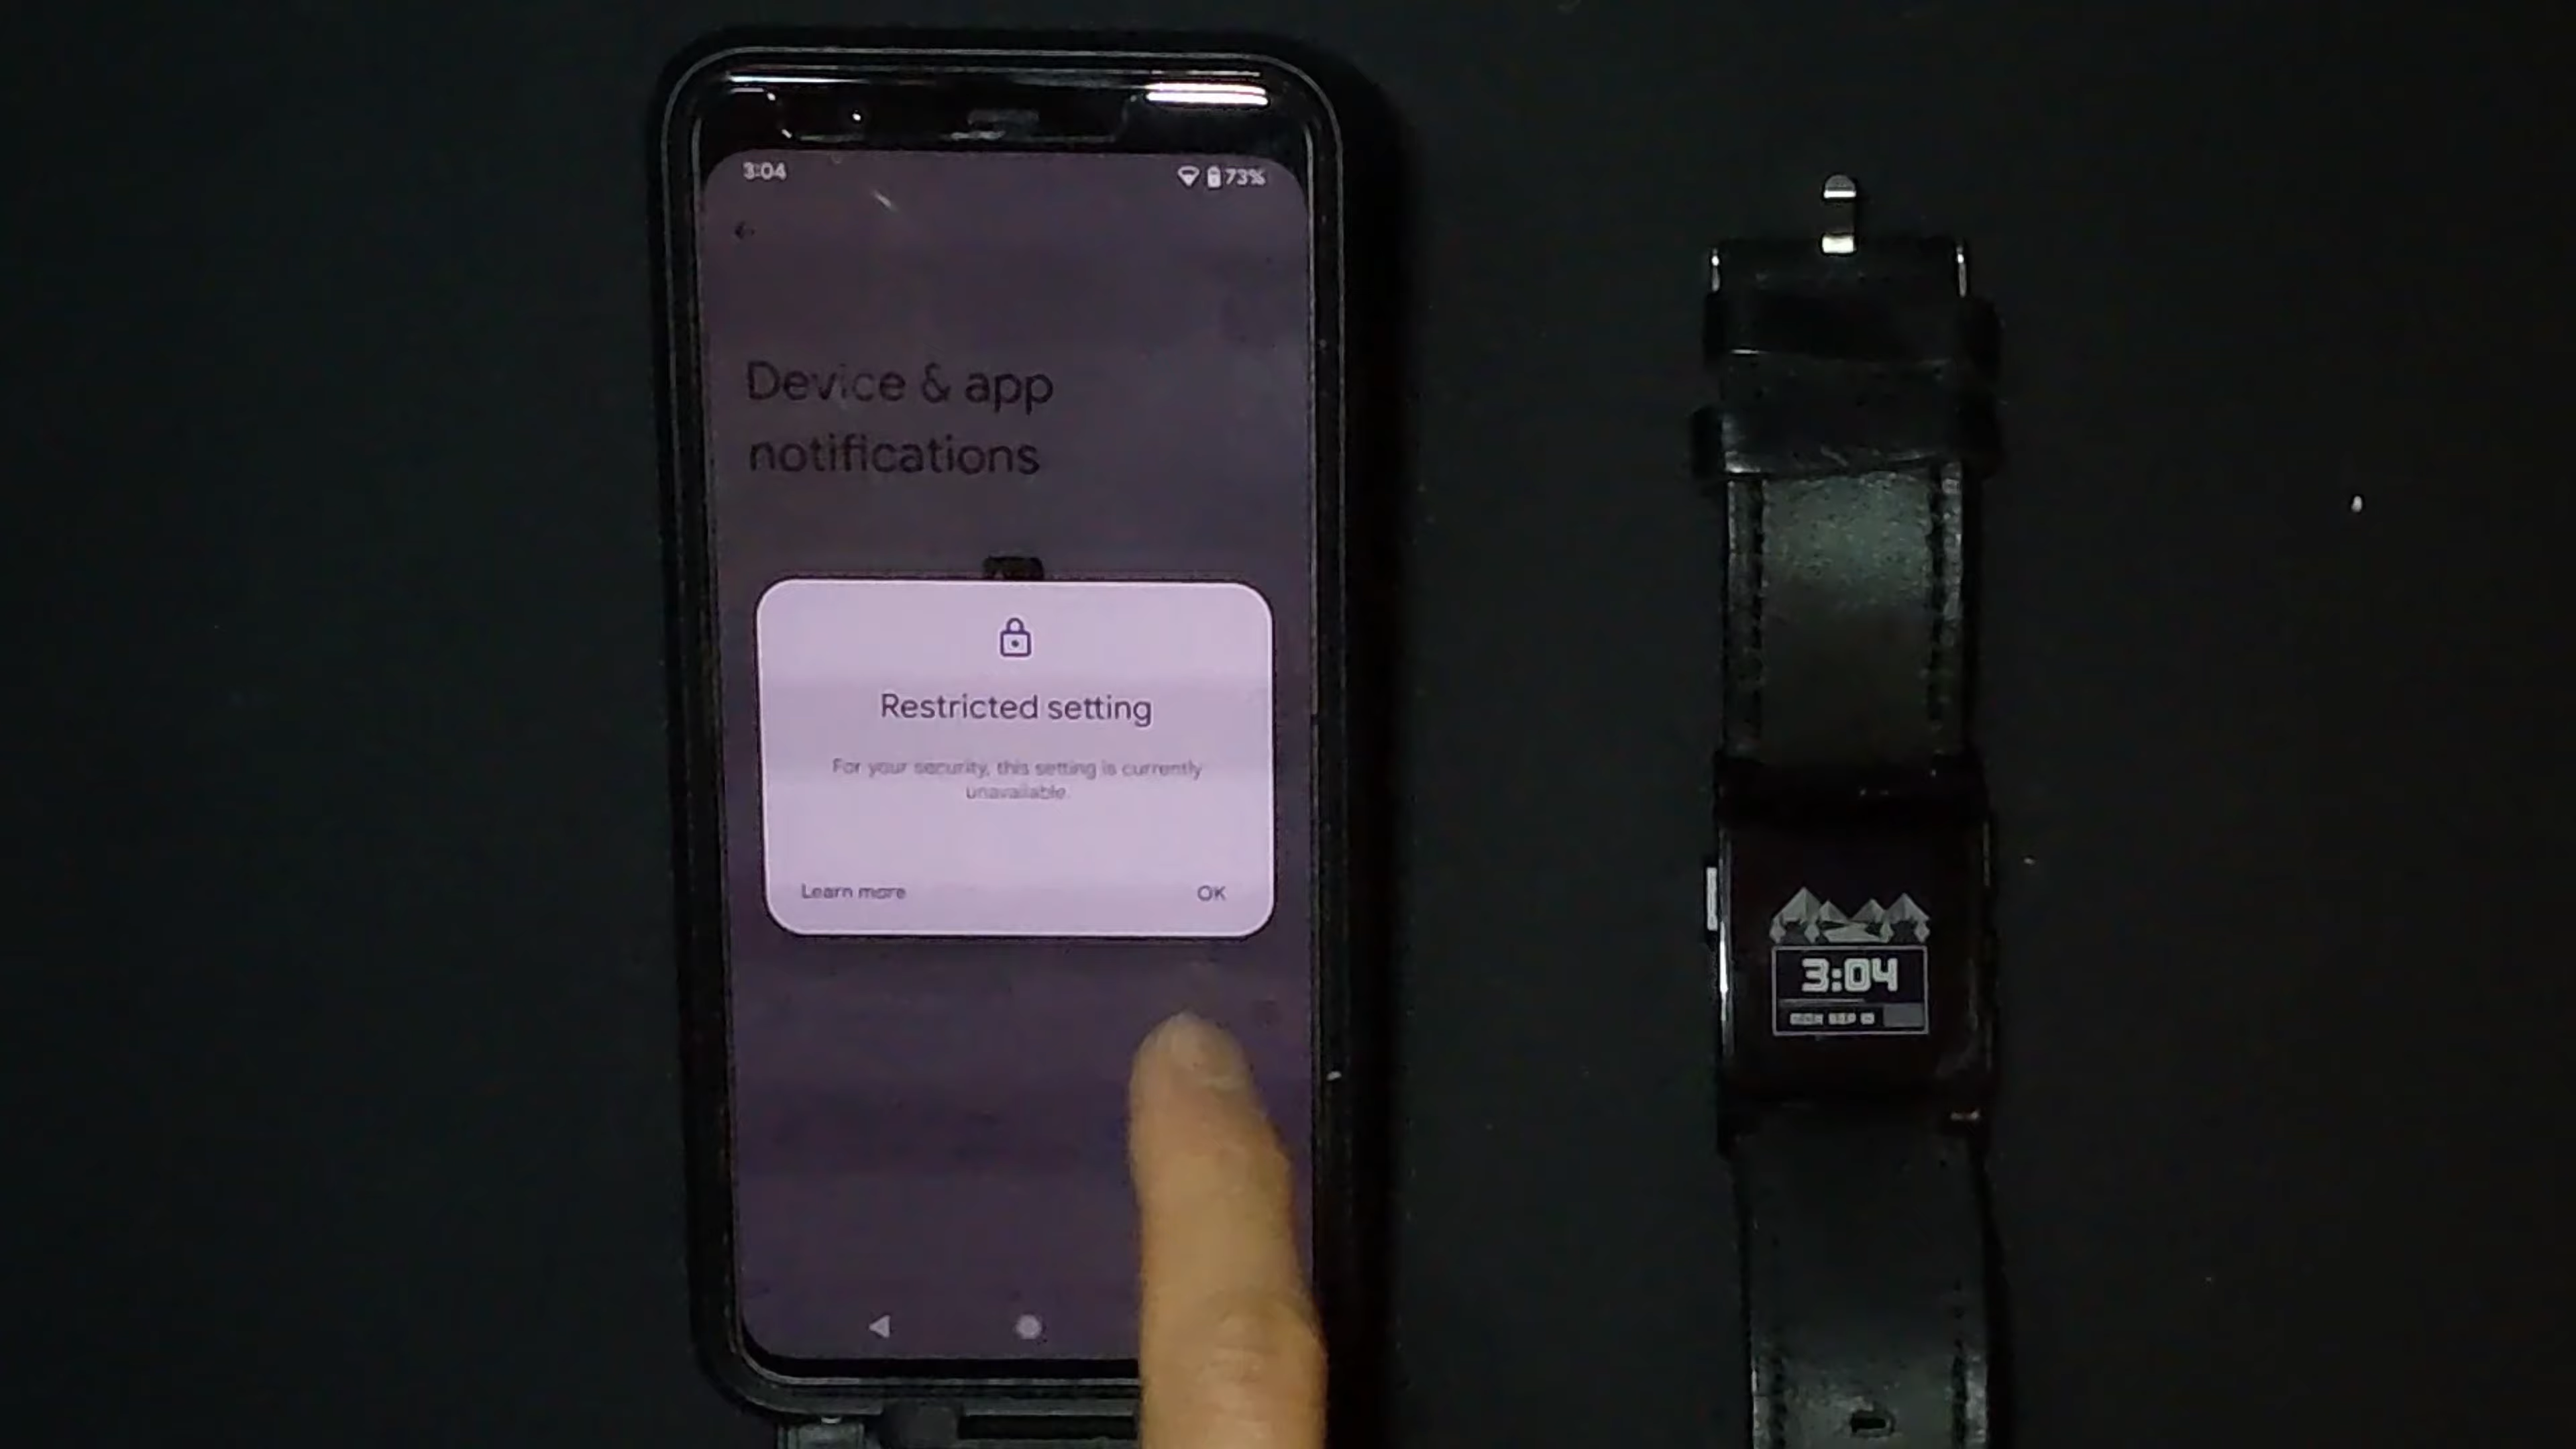 3:04
73%
Device & app
notifications
Restricted setting
For your security, this setting is currently
unavailable.
Learn more
OK
3:04